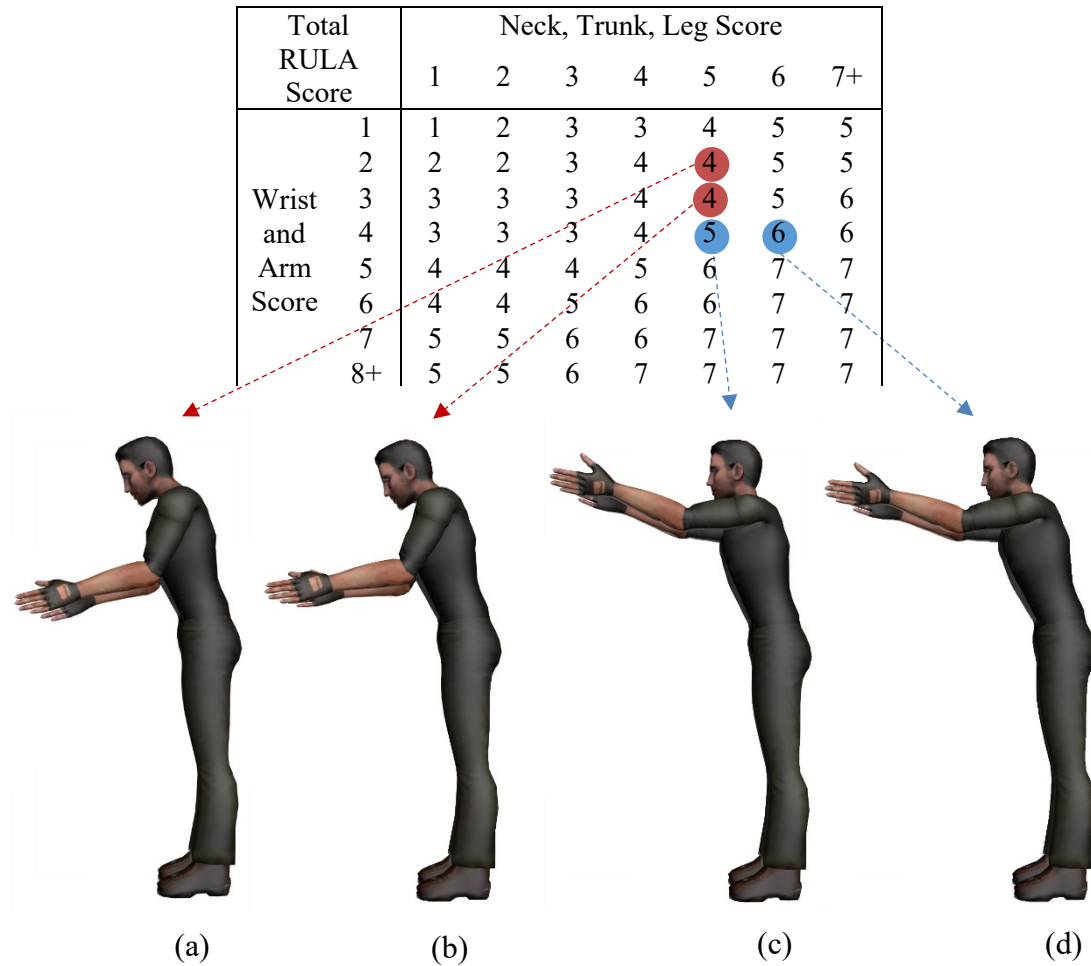 Total RULA Score Neck, Trunk, Leg Score
1 2 3 4 5 6 7+
Wrist and Arm Score
1 1 2 3 3 4 5 5
2 2 2 3 4 4 5 5
3 3 3 3 4 4 5 6
4 3 3 3 4 5 6 6
5 4 4 4 5 6 7 7
6 4 4 5 6 6 7 7
7 5 5 6 6 7 7 7
8+ 5 5 6 7 7 7 7
(a) (b) (c) (d)